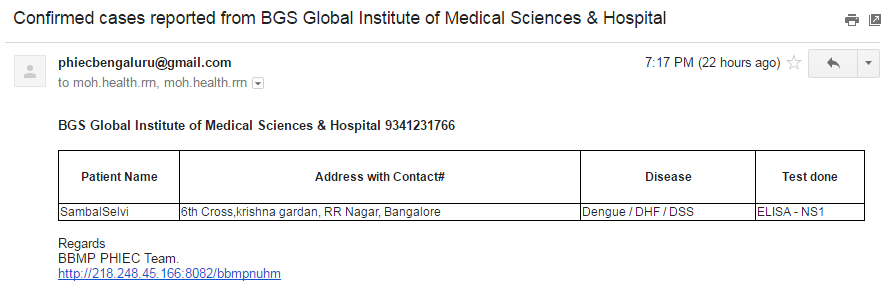 Confirmed cases reported from BGS Global Institute of Medical Sciences & Hospital
phiecbengaluru@gmail.com 7:17 PM (22 hours ago)
to moh.health.rrn, moh.health.rrn
BGS Global Institute of Medical Sciences & Hospital 9341231766
Patient Name Address with Contact# Disease Test done
SambalSelvi 6th Cross,krishna gardan, RR Nagar, Bangalore Dengue / DHF / DSS ELISA - NS1
Regards
BBMP PHIEC Team.
http://218.248.45.166:8082/bbmpnuhm